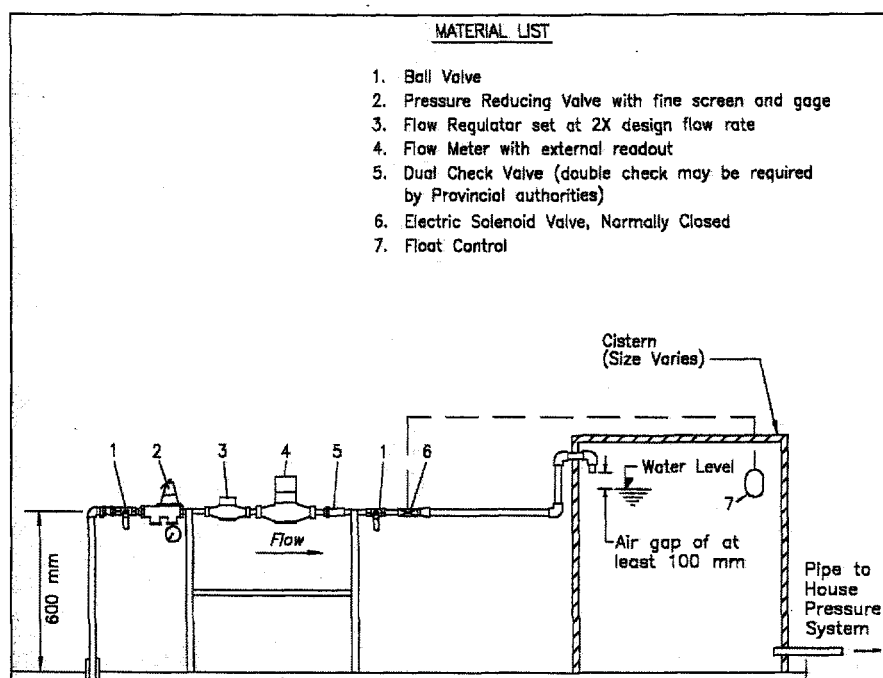 MATERIAL LIST
1. Ball Valve
2. Pressure Reducing Valve with fine screen and gage
3. Flow Regulator set at 2X design flow rate
4. Flow Meter with external readout
5. Dual Check Valve (double check may be required
by Provincial authorities)
6. Electric Solenoid Valve, Normally Closed
7. Float Control
Cistern
(Size Varies)
1
2
3
4
5
1
6
Water Level
7
Flow
Air gap of at
least 100 mm
600 mm
Pipe to
House
Pressure
System